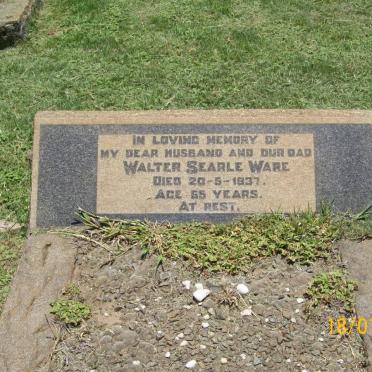 IN LOVING MEMORY OF
MY DEAR HUSBAND AND OUR DAD
WALTER SEARLE WARE
DIED 20-5-1937.
AGE 65 YEARS.
AT REST.
18/0